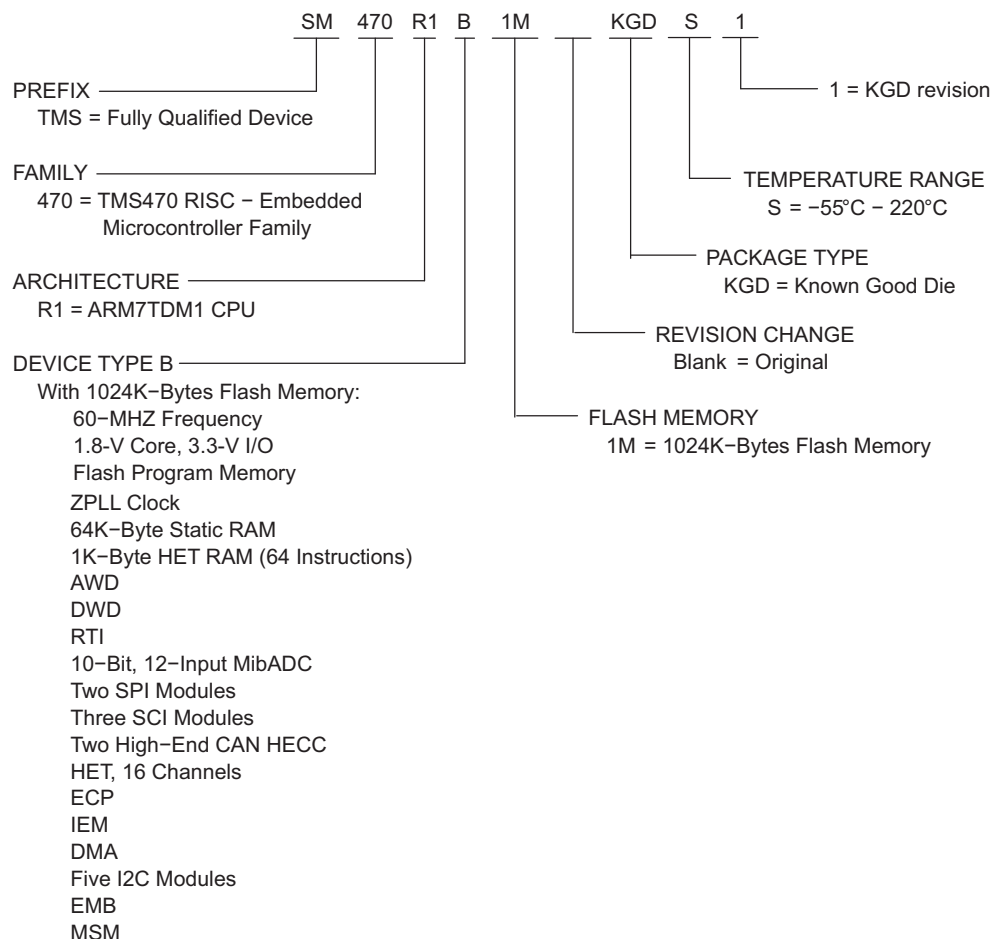 SM 470 R1 B 1M KGD S 1
PREFIX
TMS = Fully Qualified Device
FAMILY
470 = TMS470 RISC − Embedded
Microcontroller Family
ARCHITECTURE
R1 = ARM7TDM1 CPU
DEVICE TYPE B
With 1024K−Bytes Flash Memory:
60−MHZ Frequency
1.8-V Core, 3.3-V I/O
Flash Program Memory
ZPLL Clock
64K−Byte Static RAM
1K−Byte HET RAM (64 Instructions)
AWD
DWD
RTI
10−Bit, 12−Input MibADC
Two SPI Modules
Three SCI Modules
Two High−End CAN HECC
HET, 16 Channels
ECP
IEM
DMA
Five I2C Modules
EMB
MSM
1 = KGD revision
TEMPERATURE RANGE
S = −55°C − 220°C
PACKAGE TYPE
KGD = Known Good Die
REVISION CHANGE
Blank = Original
FLASH MEMORY
1M = 1024K−Bytes Flash Memory